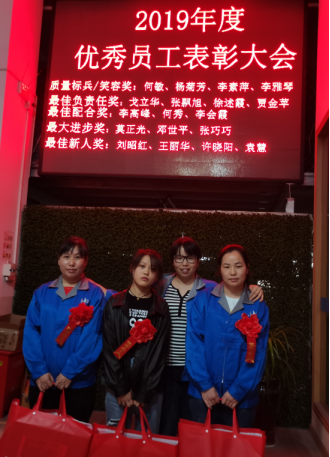 2019年度
优秀员工表彰大会
质量标兵/笑容奖：何敏、杨菊芳、李素萍、李雅琴
最佳负责任奖：戈立华、张飘旭、徐述霞、贾金苹
最佳配合奖：李高峰、何秀、李会霞
最大进步奖：莫正光、邓世平、张巧巧
最佳新人奖：刘昭红、王丽华、许晓阳、袁慧